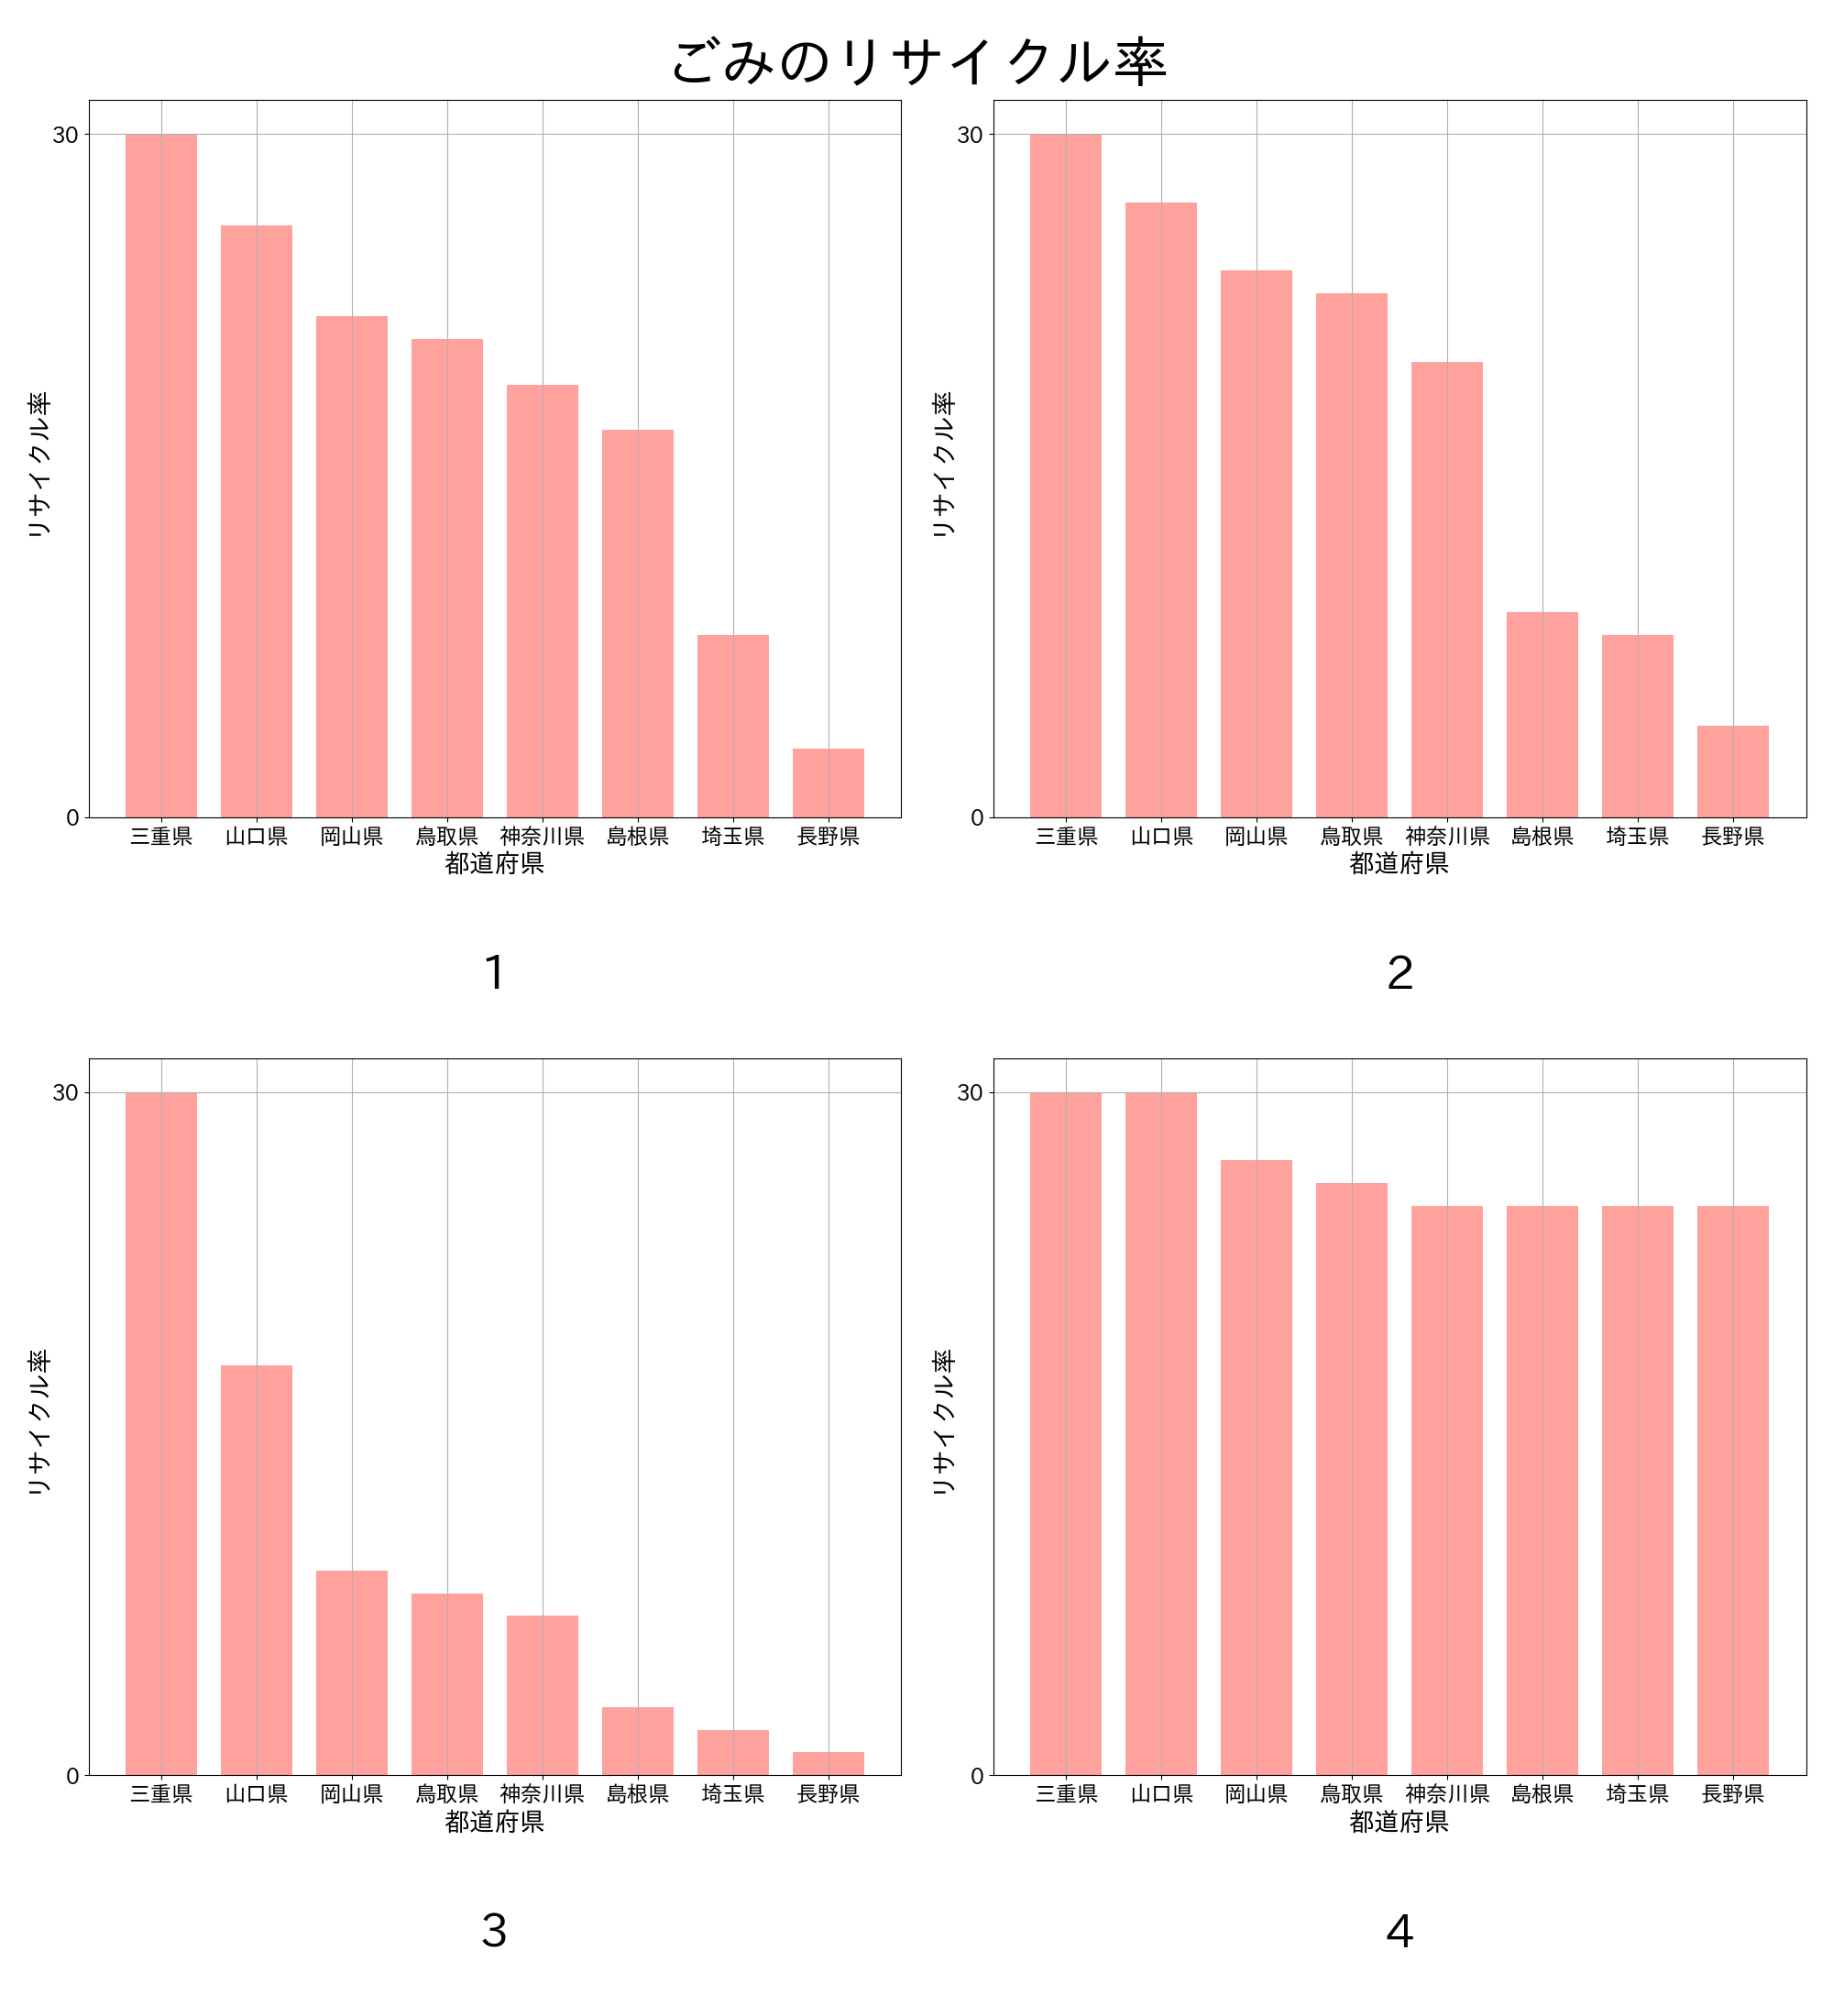 ごみのリサイクル率
30
0
リサイクル率
三重県 山口県 岡山県 鳥取県 神奈川県 島根県 埼玉県 長野県
都道府県
1
30
0
リサイクル率
三重県 山口県 岡山県 鳥取県 神奈川県 島根県 埼玉県 長野県
都道府県
2
30
0
リサイクル率
三重県 山口県 岡山県 鳥取県 神奈川県 島根県 埼玉県 長野県
都道府県
3
30
0
リサイクル率
三重県 山口県 岡山県 鳥取県 神奈川県 島根県 埼玉県 長野県
都道府県
4